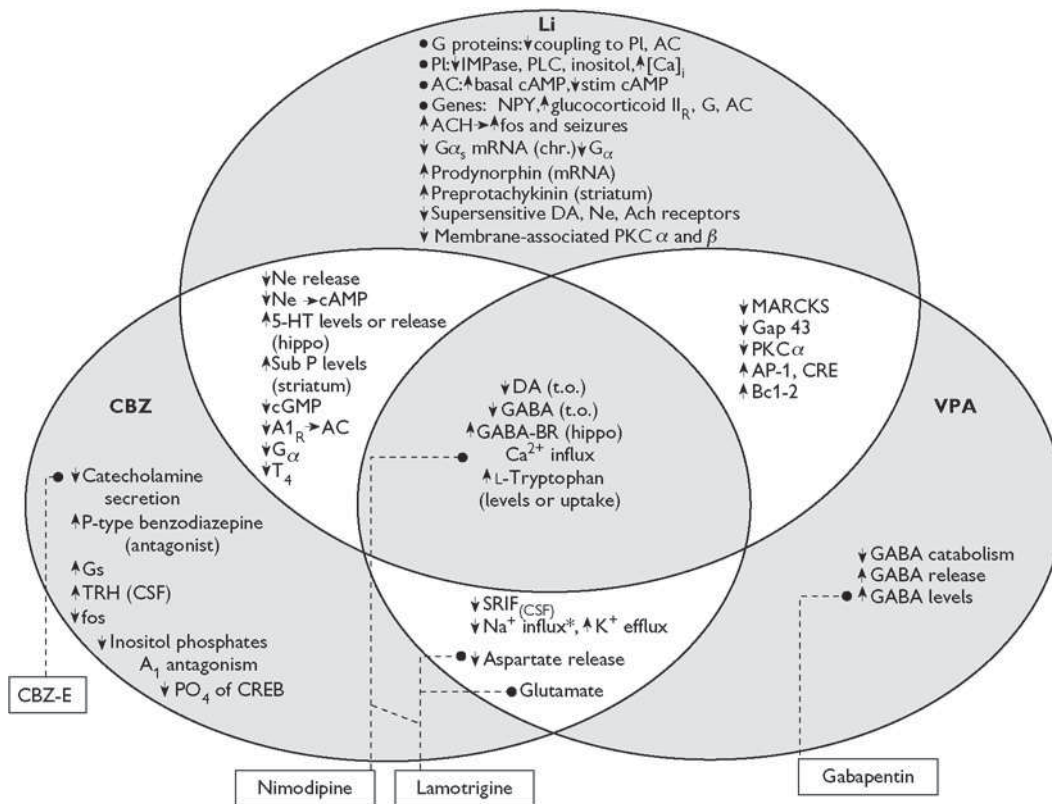 Li
● G proteins:↓coupling to PI, AC
● PI:↓IMPase, PLC, inositol,↑[Ca]i
● AC:↑basal cAMP,↓stim cAMP
● Genes: NPY,↑glucocorticoid IIR, G, AC
↑ACH→↑fos and seizures
↓ Gαs mRNA (chr.)↓Gα
↑Prodynorphin (mRNA)
↑Preprotachykinin (striatum)
↓Supersensitive DA, Ne, Ach receptors
↓ Membrane-associated PKC α and β
↓Ne release
↓Ne →cAMP
↑5-HT levels or release
(hippo)
↑Sub P levels
(striatum)
↓cGMP
↓A1R→AC
↓Gα
↓T4
↓ MARCKS
↓ Gap 43
↓PKCα
↑ AP-1, CRE
↑ Bc1-2
↓DA (t.o.)
↓GABA (t.o.)
↑GABA-BR (hippo)
Ca2+ influx
↑L-Tryptophan
(levels or uptake)
CBZ
↓Catecholamine
secretion
↑P-type benzodiazepine
(antagonist)
↑Gs
↑TRH (CSF)
↓fos
↓Inositol phosphates
A1 antagonism
↓ PO4 of CREB
VPA
↓ GABA catabolism
↑ GABA release
↑ GABA levels
↓SRIF(CSF)
↓Na+ influx*,↑K+ efflux
↓Aspartate release
Glutamate
CBZ-E
Nimodipine
Lamotrigine
Gabapentin